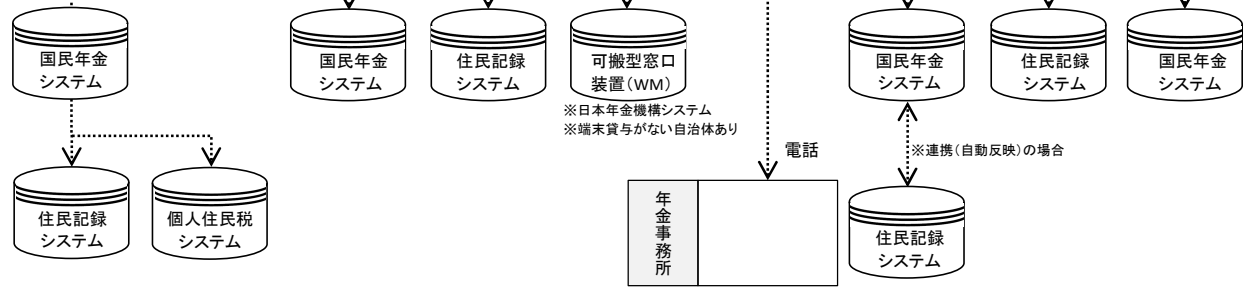 国民年金
システム
国民年金
システム
住民記録
システム
可搬型窓口
装置(WM)
※日本年金機構システム
※端末貸与がない自治体あり
国民年金
システム
住民記録
システム
国民年金
システム
電話
※連携(自動反映)の場合
住民記録
システム
個人住民税
システム
年金事務所
住民記録
システム